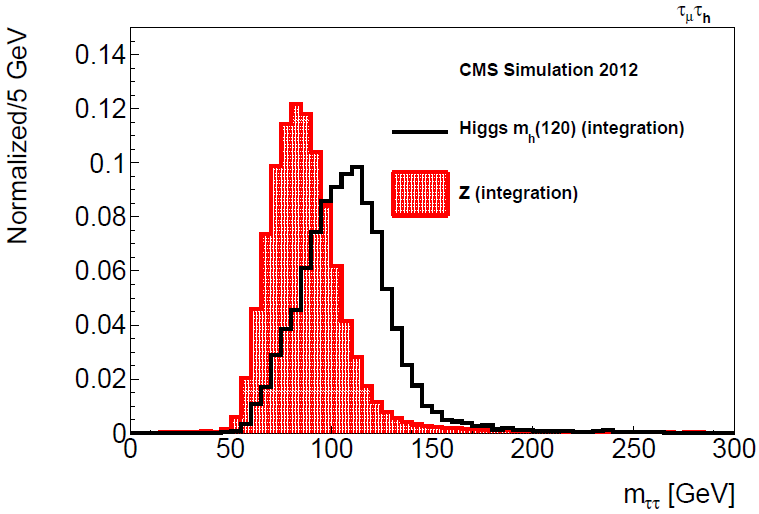 τμτh
Normalized/5 GeV
0.14
0.12
0.1
0.08
0.06
0.04
0.02
0
CMS Simulation 2012
Higgs mh(120) (integration)
Z (integration)
0 50 100 150 200 250 300
mττ [GeV]